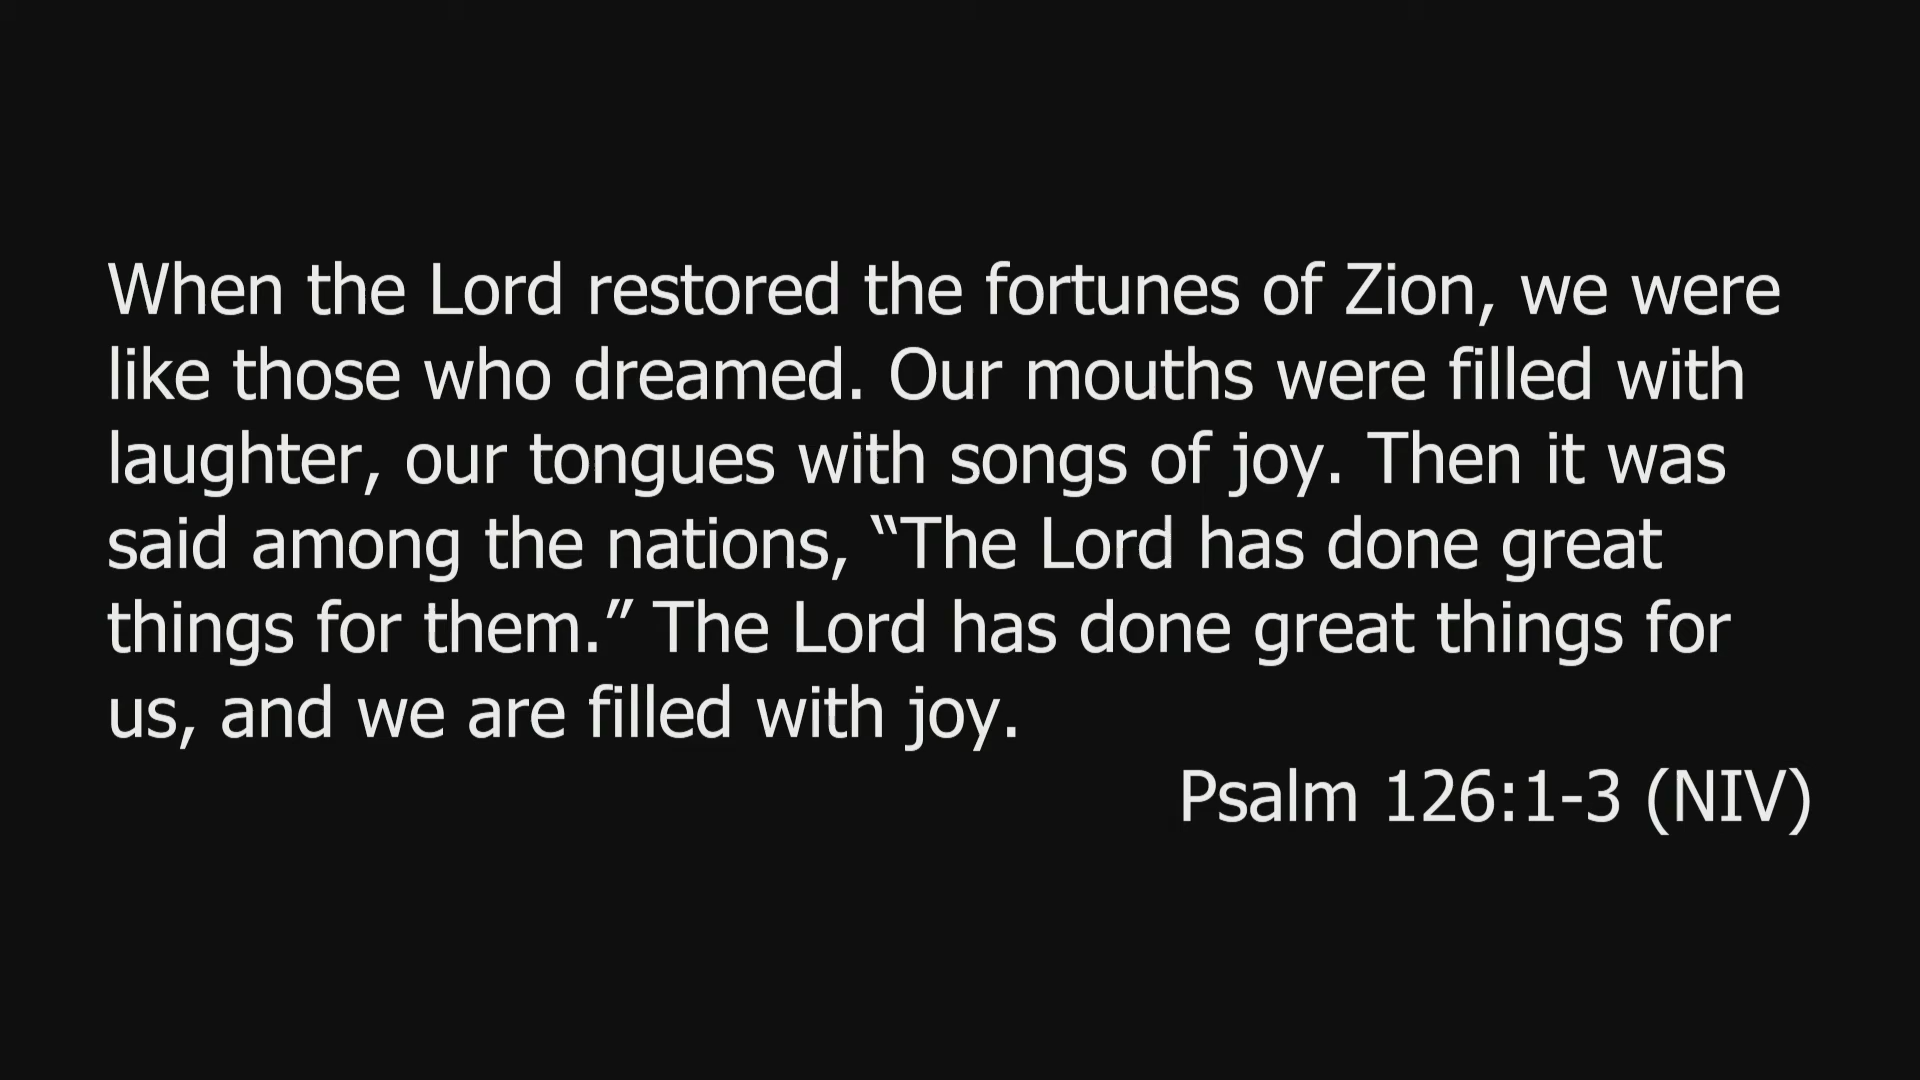 When the Lord restored the fortunes of Zion, we were
like those who dreamed. Our mouths were filled with
laughter, our tongues with songs of joy. Then it was
said among the nations, “The Lord has done great
things for them.” The Lord has done great things for
us, and we are filled with joy.
Psalm 126:1-3 (NIV)